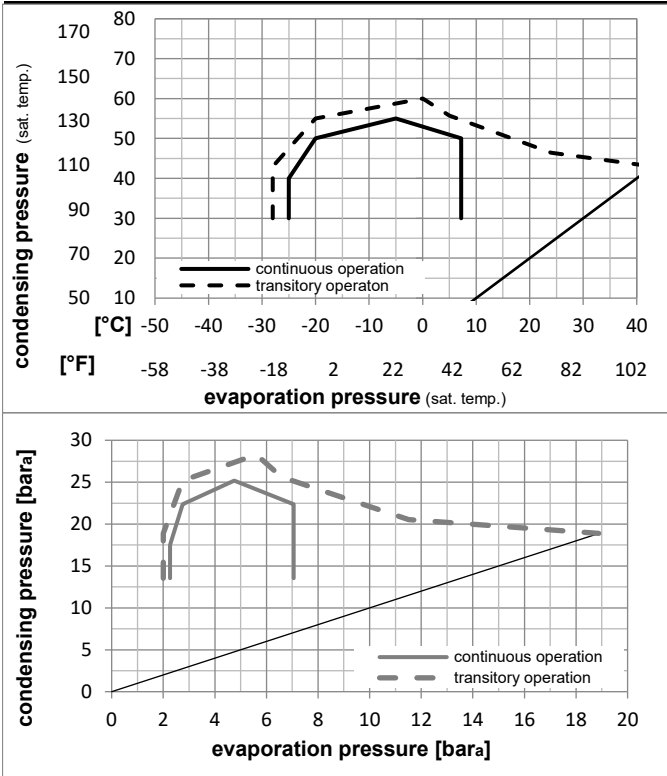 condensing pressure (sat. temp.)
170 80
150 70
130 60
50
110 40
90 30
70 20
50 10
continuous operation
transitory operaton
[°C] -50 -40 -30 -20 -10 0 10 20 30 40
[°F] -58 -38 -18 2 22 42 62 82 102
evaporation pressure (sat. temp.)
condensing pressure [bara]
30
25
20
15
10
5
0
continuous operation
transitory operation
0 2 4 6 8 10 12 14 16 18 20
evaporation pressure [bara]